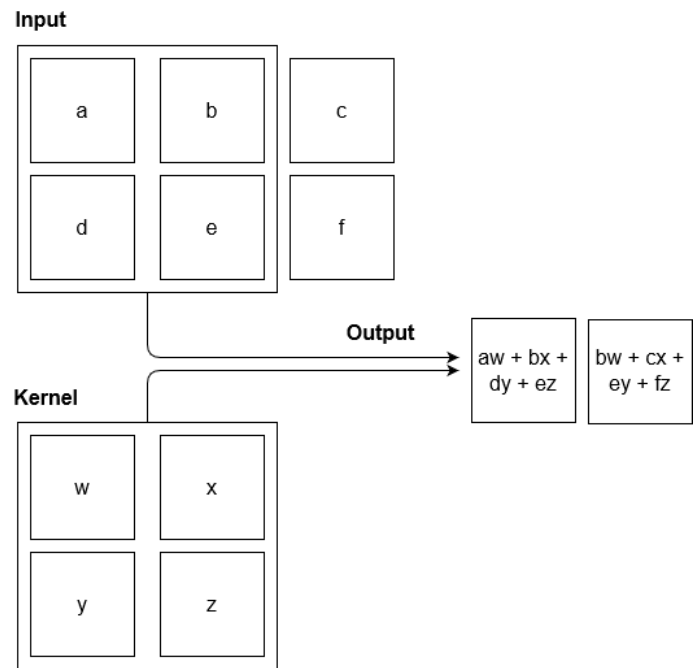 Input
a
b
c
d
e
f
Output
aw + bx +
dy + ez
bw + cx +
ey + fz
Kernel
w
x
y
z